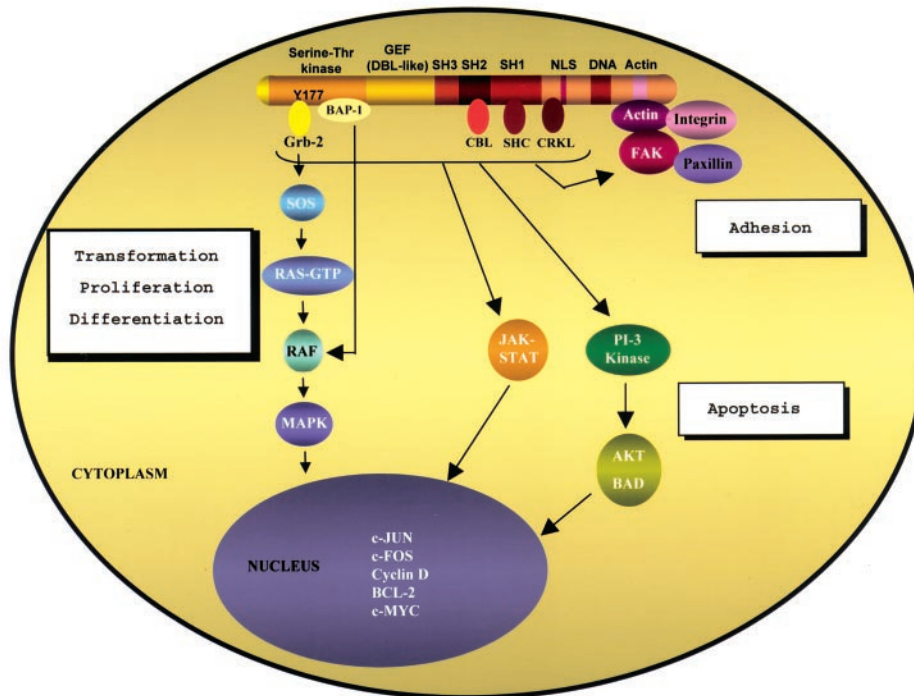 Serine-Thr
kinase
GEF
(DBL-like)
SH3 SH2 SH1 NLS DNA Actin
Y177
BAP-1
Grb-2
CBL SHC CRKL
Actin
Integrin
FAK
Paxillin
SOS
Adhesion
Transformation
Proliferation
Differentiation
RAS-GTP
RAF
JAK-
STAT
PI-3
Kinase
MAPK
Apoptosis
AKT
BAD
CYTOPLASM
NUCLEUS
c-JUN
c-FOS
Cyclin D
BCL-2
c-MYC